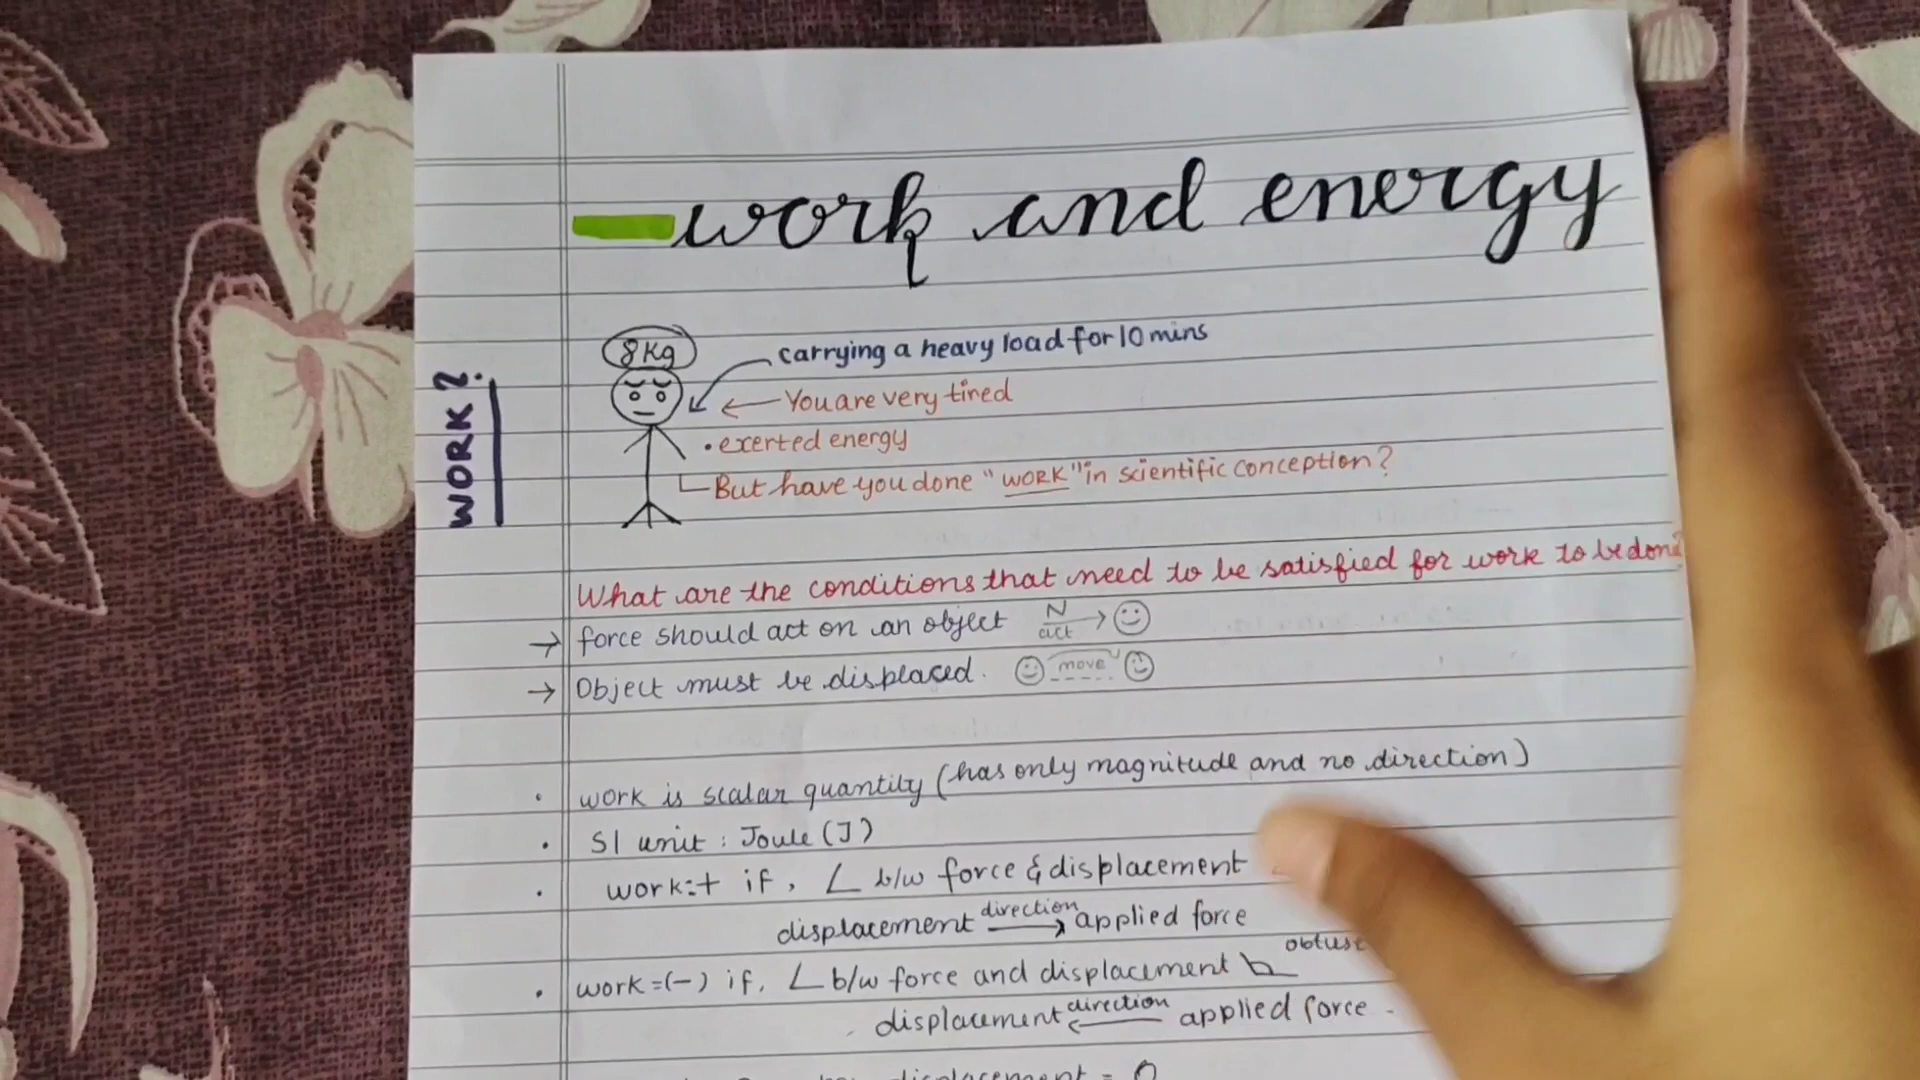 work and energy
WORK?
8Kg
carrying a heavy load for 10 mins
You are very tired
• exerted energy
But have you done "WORK" in scientific conception?
What are the conditions that need to be satisfied for work to be done?
→ force should act on an object N act →
→ Object must be displaced. move
• work is scalar quantity (has only magnitude and no direction)
• SI unit : Joule (J)
• work:+ if, ∠ b/w force & displacement
displacement direction → applied force
obtuse
• work=(-) if, ∠ b/w force and displacement
displacement direction ← applied force
displacement = 0